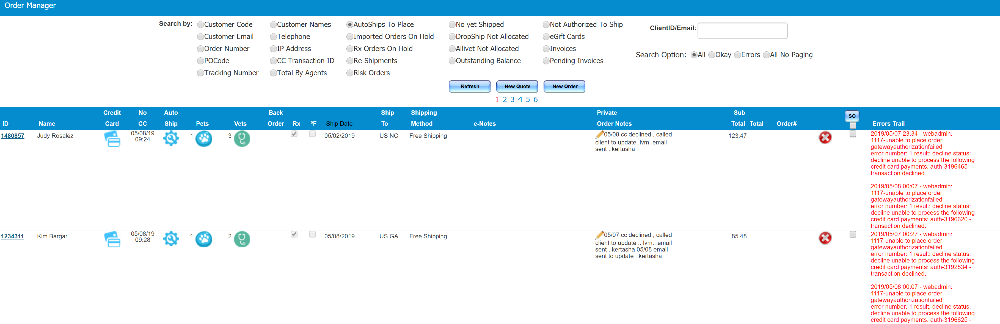 Order Manager
Search by:
Customer Code
Customer Names
AutoShips To Place
No yet Shipped
Not Authorized To Ship
ClientID/Email:
Customer Email
Telephone
Imported Orders On Hold
DropShip Not Allocated
eGift Cards
Order Number
IP Address
Rx Orders On Hold
Allivet Not Allocated
Invoices
Search Option: All Okay Errors All-No-Paging
POCode
CC Transaction ID
Re-Shipments
Outstanding Balance
Pending Invoices
Tracking Number
Total By Agents
Risk Orders
Refresh
New Quote
New Order
1 2 3 4 5 6
ID
Name
Credit
Card
No
CC
Auto
Ship
Pets
Vets
Back
Order
Rx
ºF
Ship Date
Ship
To
Shipping
Method
e-Notes
Private
Order Notes
Sub
Total
Total
Order#
SO
Errors Trail
1480857
Judy Rosalez
05/08/19
09:24
1
3
05/02/2019
US NC
Free Shipping
05/08 cc declined , called
client to update ,lvm, email
sent ..kertasha
123.47
2019/05/07 23:34 - webadmin:
1117-unable to place order:
gatewayauthorizationfailed
error number: 1 result: decline status:
decline unable to process the following
credit card payments: auth-3196465 -
transaction declined.
2019/05/08 00:07 - webadmin:
1117-unable to place order:
gatewayauthorizationfailed
error number: 1 result: decline status:
decline unable to process the following
credit card payments: auth-3196620 -
transaction declined.
1234311
Kim Bargar
05/08/19
09:28
1
2
05/08/2019
US GA
Free Shipping
05/07 cc declined , called
client to update .. lvm.. email
sent ..kertasha 05/08 email
sent to update ..kertasha
85.48
2019/05/07 00:27 - webadmin:
1117-unable to place order:
gatewayauthorizationfailed
error number: 1 result: decline status:
decline unable to process the following
credit card payments: auth-3192534 -
transaction declined.
2019/05/08 00:07 - webadmin:
1117-unable to place order:
gatewayauthorizationfailed
error number: 1 result: decline status:
decline unable to process the following
credit card payments: auth-3196625 -